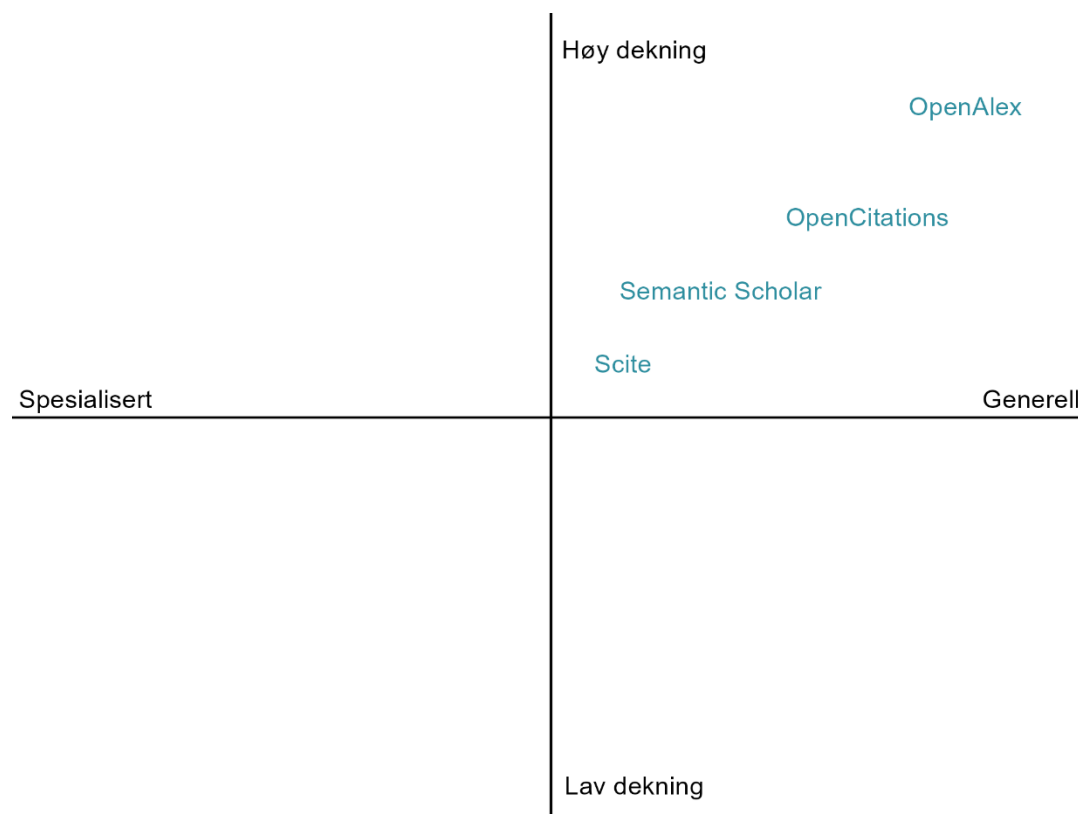 Høy dekning
OpenAlex
OpenCitations
Semantic Scholar
Scite
Spesialisert
Generell
Lav dekning